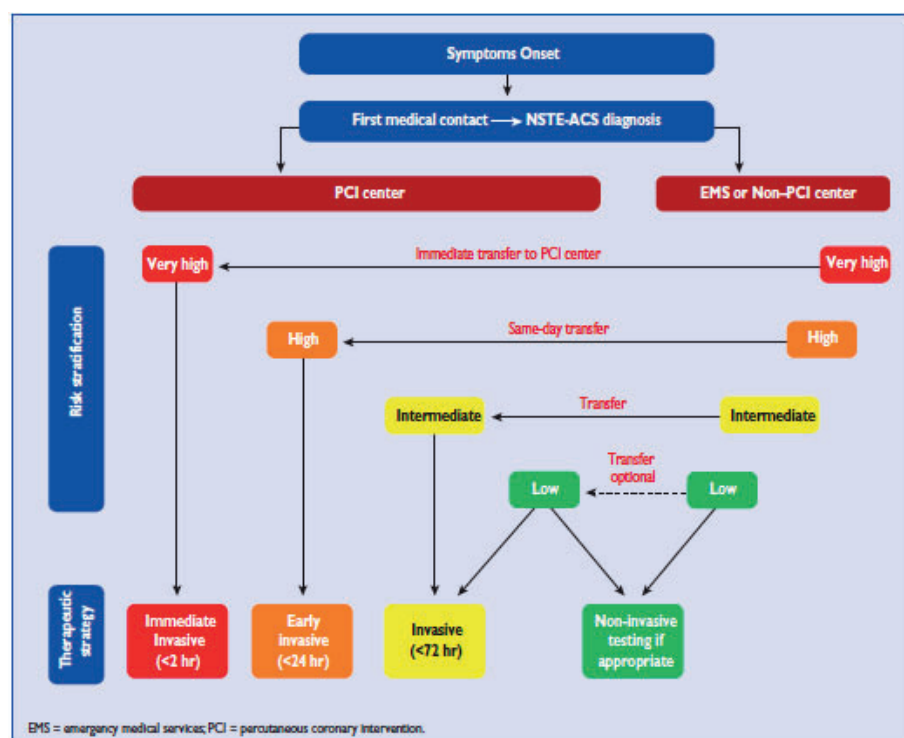 Symptoms Onset
First medical contact → NSTE-ACS diagnosis
PCI center
EMS or Non–PCI center
Risk stratification
Very high
Immediate transfer to PCI center
Very high
High
Same-day transfer
High
Intermediate
Transfer
Intermediate
Low
Transfer
optional
Low
Therapeutic
strategy
Immediate
Invasive
(<2 hr)
Early
invasive
(<24 hr)
Invasive
(<72 hr)
Non-invasive
testing if
appropriate
EMS = emergency medical services; PCI = percutaneous coronary intervention.